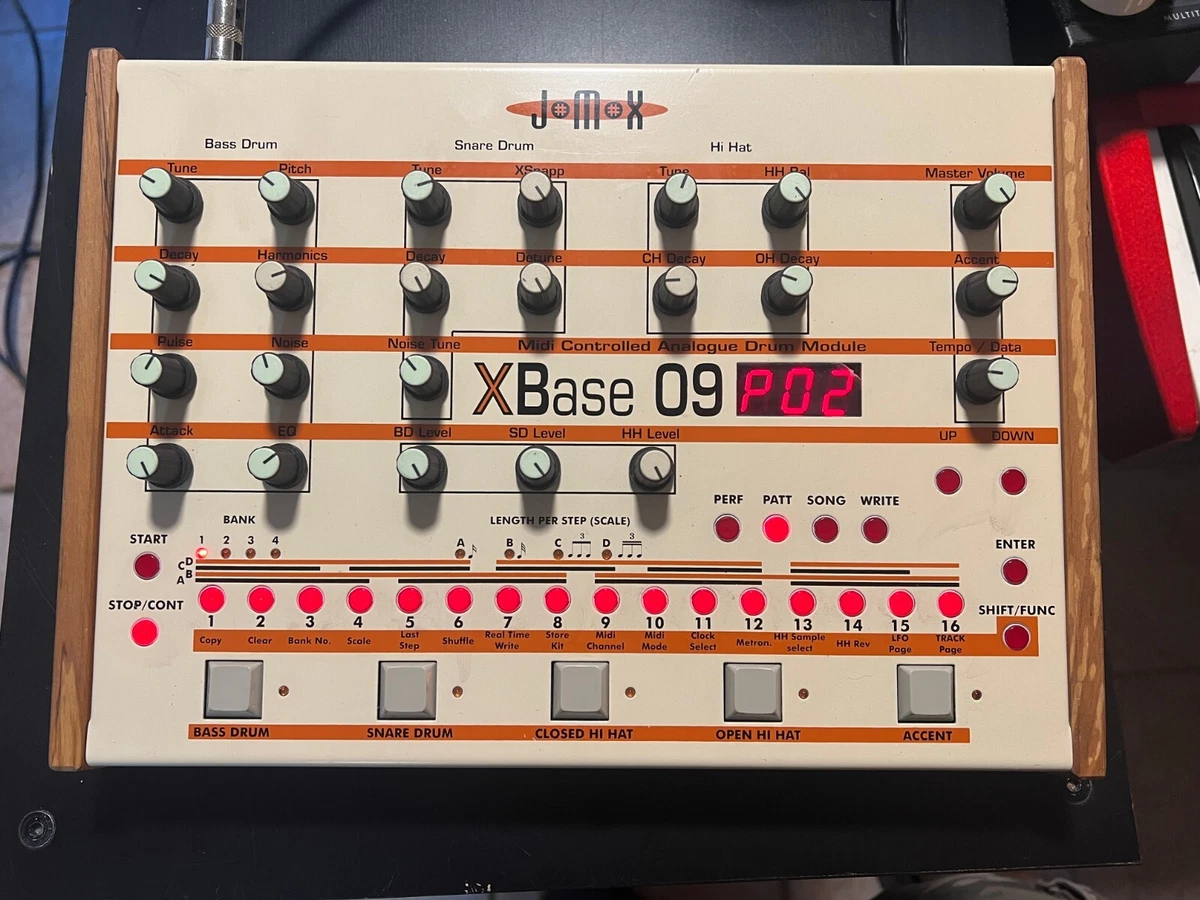 MULTIT
JoMoX
Bass Drum Snare Drum Hi Hat
Tune Pitch Tune XSnapp Tune HH Bal Master Volume
Decay Harmonics Decay Detune CH Decay OH Decay Accent
Pulse Noise Noise Tune Midi Controlled Analogue Drum Module Tempo / Data
XBase 09 P02
Attack EQ BD Level SD Level HH Level UP DOWN
PERF PATT SONG WRITE
BANK LENGTH PER STEP (SCALE)
START 1 2 3 4 A B C 3 D 3 ENTER
D
C
B
A
STOP/CONT SHIFT/FUNC
1 2 3 4 5 6 7 8 9 10 11 12 13 14 15 16
Copy Clear Bank No. Scale Last Step Shuffle Real Time Write Store Kit Midi Channel Midi Mode Clock Select Metron. HH Sample select HH Rev LFO Page TRACK Page
BASS DRUM SNARE DRUM CLOSED HI HAT OPEN HI HAT ACCENT